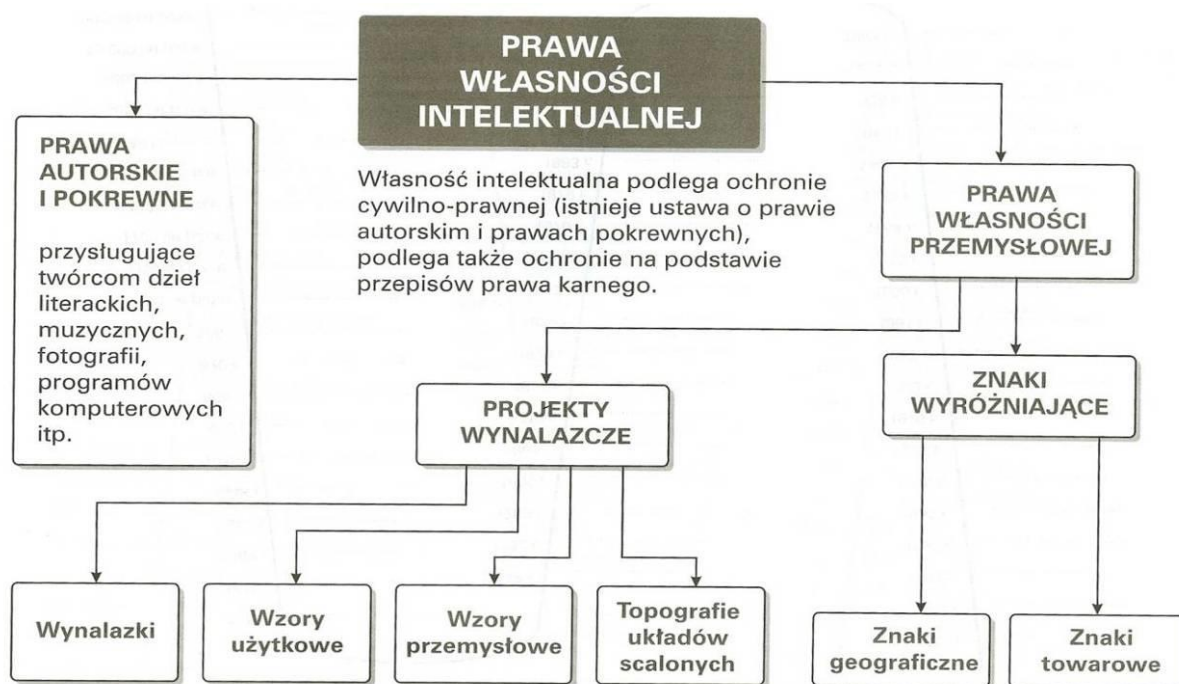 PRAWA
WŁASNOŚCI
INTELEKTUALNEJ
PRAWA
AUTORSKIE
I POKREWNE
przysługujące
twórcom dzieł
literackich,
muzycznych,
fotografii,
programów
komputerowych
itp.
Własność intelektualna podlega ochronie
cywilno-prawnej (istnieje ustawa o prawie
autorskim i prawach pokrewnych),
podlega także ochronie na podstawie
przepisów prawa karnego.
PRAWA
WŁASNOŚCI
PRZEMYSŁOWEJ
PROJEKTY
WYNALAZCZE
ZNAKI
WYRÓŻNIAJĄCE
Wynalazki
Wzory
użytkowe
Wzory
przemysłowe
Topografie
układów
scalonych
Znaki
geograficzne
Znaki
towarowe